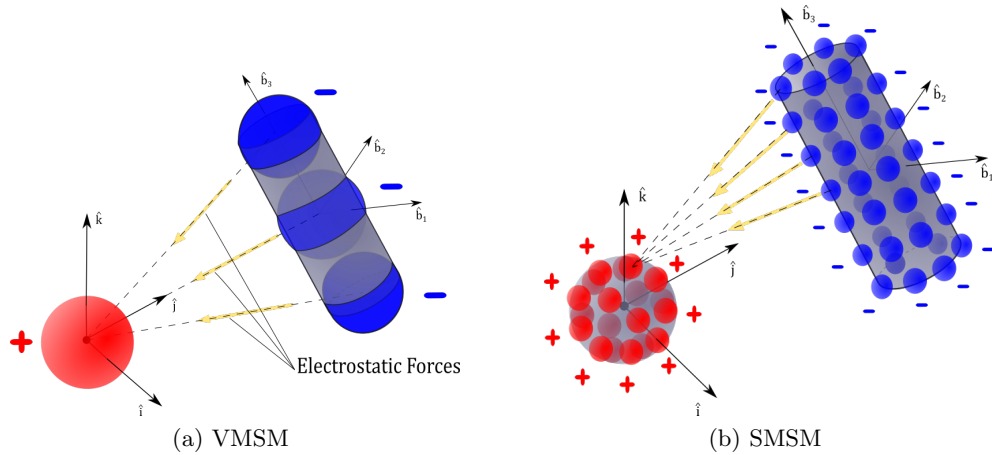 b̂₃
b̂₂
b̂₁
k̂
ĵ
î
Electrostatic Forces
(a) VMSM
b̂₃
b̂₂
b̂₁
k̂
ĵ
î
(b) SMSM